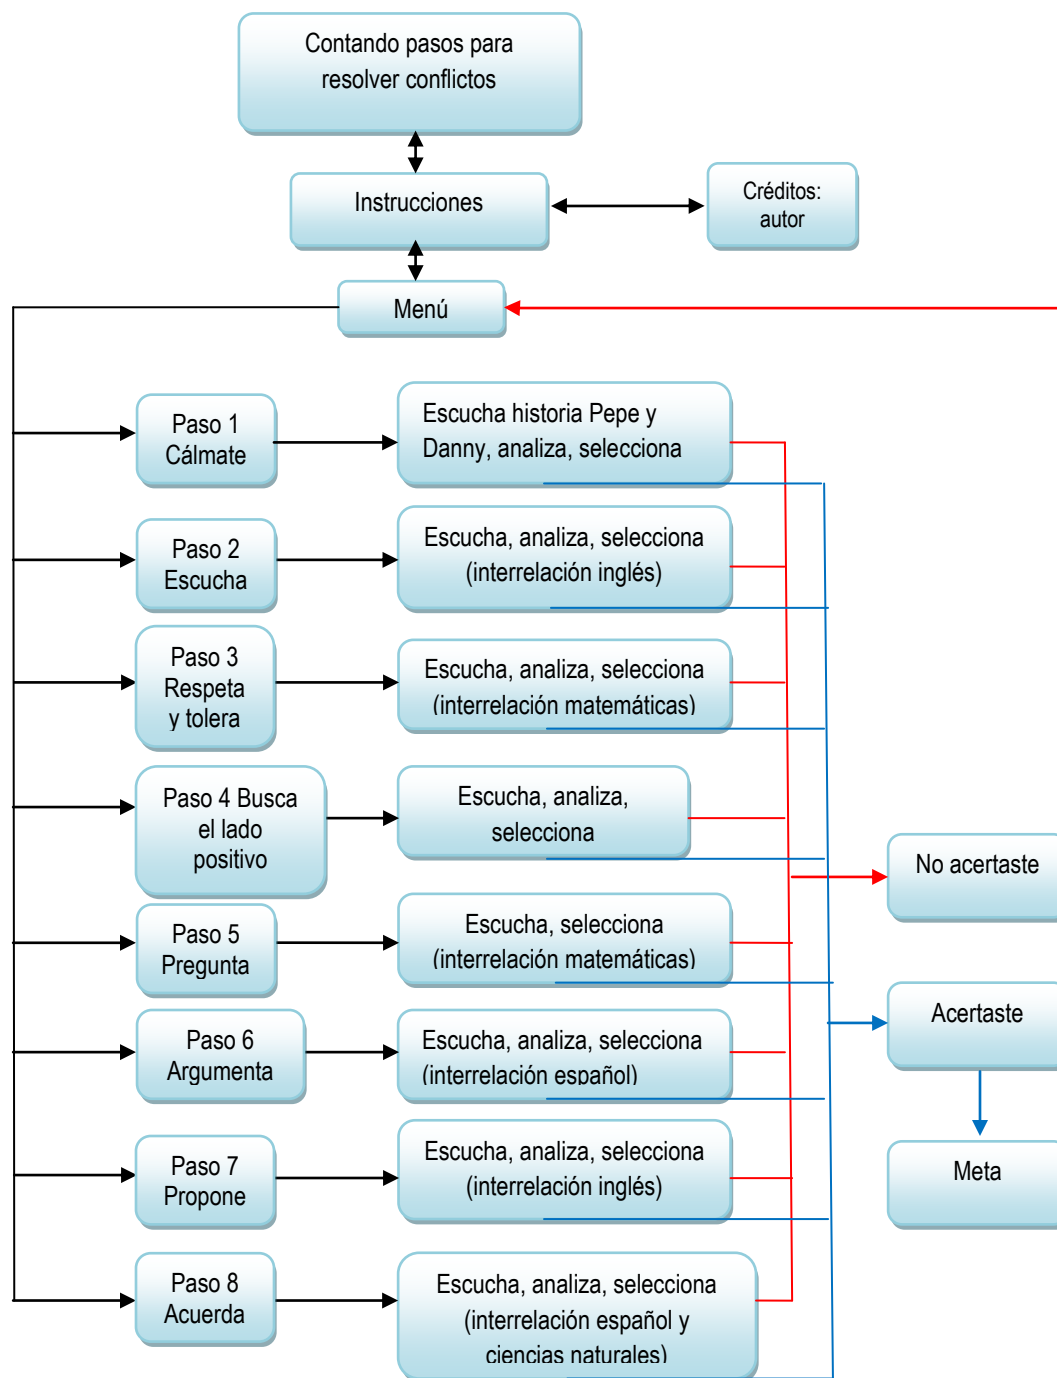 Contando pasos para
resolver conflictos
Instrucciones
Créditos:
autor
Menú
Paso 1
Cálmate
Escucha historia Pepe y
Danny, analiza, selecciona
Paso 2
Escucha
Escucha, analiza, selecciona
(interrelación inglés)
Paso 3
Respeta
y tolera
Escucha, analiza, selecciona
(interrelación matemáticas)
Paso 4 Busca
el lado
positivo
Escucha, analiza,
selecciona
No acertaste
Paso 5
Pregunta
Escucha, selecciona
(interrelación matemáticas)
Acertaste
Paso 6
Argumenta
Escucha, analiza, selecciona
(interrelación español)
Paso 7
Propone
Escucha, analiza, selecciona
(interrelación inglés)
Meta
Paso 8
Acuerda
Escucha, analiza, selecciona
(interrelación español y
ciencias naturales)